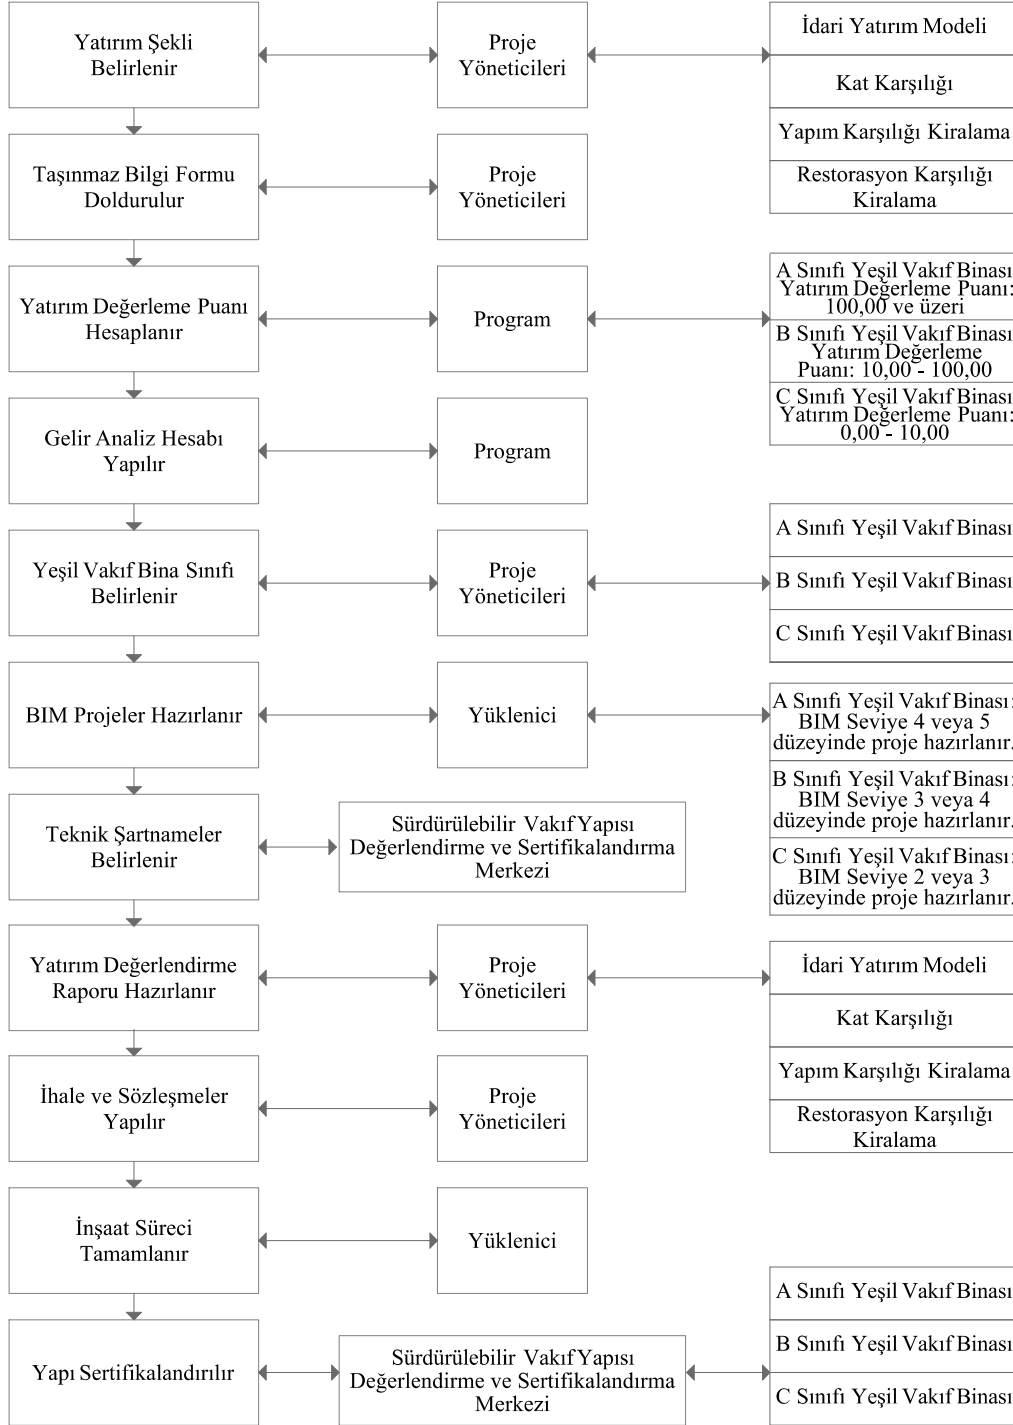 Yatırım Şekli
Belirlenir
Proje
Yöneticileri
İdari Yatırım Modeli
Kat Karşılığı
Yapım Karşılığı Kiralama
Restorasyon Karşılığı
Kiralama
Taşınmaz Bilgi Formu
Doldurulur
Proje
Yöneticileri
Yatırım Değerleme Puanı
Hesaplanır
Program
A Sınıfı Yeşil Vakıf Binası
Yatırım Değerleme Puanı:
100,00 ve üzeri
B Sınıfı Yeşil Vakıf Binası
Yatırım Değerleme
Puanı: 10,00 - 100,00
C Sınıfı Yeşil Vakıf Binası
Yatırım Değerleme Puanı:
0,00 - 10,00
Gelir Analiz Hesabı
Yapılır
Program
Yeşil Vakıf Bina Sınıfı
Belirlenir
Proje
Yöneticileri
A Sınıfı Yeşil Vakıf Binası
B Sınıfı Yeşil Vakıf Binası
C Sınıfı Yeşil Vakıf Binası
BIM Projeler Hazırlanır
Yüklenici
A Sınıfı Yeşil Vakıf Binası:
BIM Seviye 4 veya 5
düzeyinde proje hazırlanır.
B Sınıfı Yeşil Vakıf Binası:
BIM Seviye 3 veya 4
düzeyinde proje hazırlanır.
C Sınıfı Yeşil Vakıf Binası:
BIM Seviye 2 veya 3
düzeyinde proje hazırlanır.
Teknik Şartnameler
Belirlenir
Sürdürülebilir Vakıf Yapısı
Değerlendirme ve Sertifikalandırma
Merkezi
Yatırım Değerlendirme
Raporu Hazırlanır
Proje
Yöneticileri
İdari Yatırım Modeli
Kat Karşılığı
Yapım Karşılığı Kiralama
Restorasyon Karşılığı
Kiralama
İhale ve Sözleşmeler
Yapılır
Proje
Yöneticileri
İnşaat Süreci
Tamamlanır
Yüklenici
Yapı Sertifikalandırılır
Sürdürülebilir Vakıf Yapısı
Değerlendirme ve Sertifikalandırma
Merkezi
A Sınıfı Yeşil Vakıf Binası
B Sınıfı Yeşil Vakıf Binası
C Sınıfı Yeşil Vakıf Binası